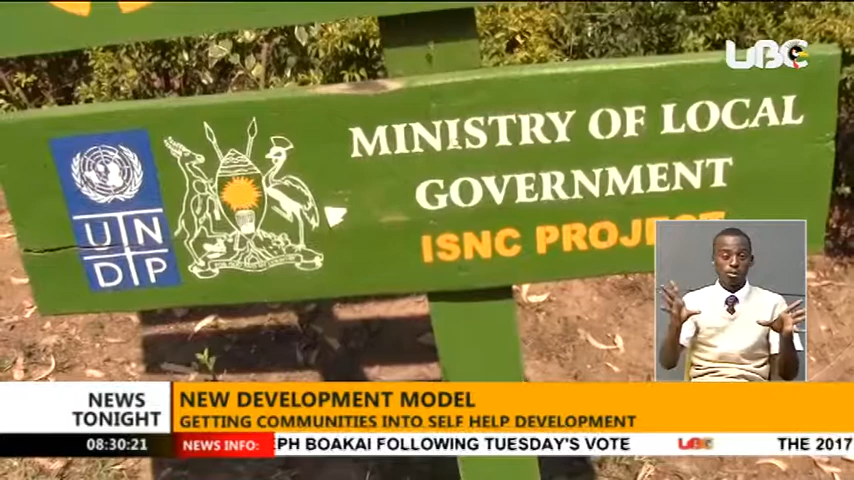 UBC
MINISTRY OF LOCAL
GOVERNMENT
ISNC PROJECT
UN
DP
NEWS
TONIGHT
08:30:21
NEW DEVELOPMENT MODEL
GETTING COMMUNITIES INTO SELF HELP DEVELOPMENT
NEWS INFO:
PH BOAKAI FOLLOWING TUESDAY'S VOTE
UBC
THE 2017